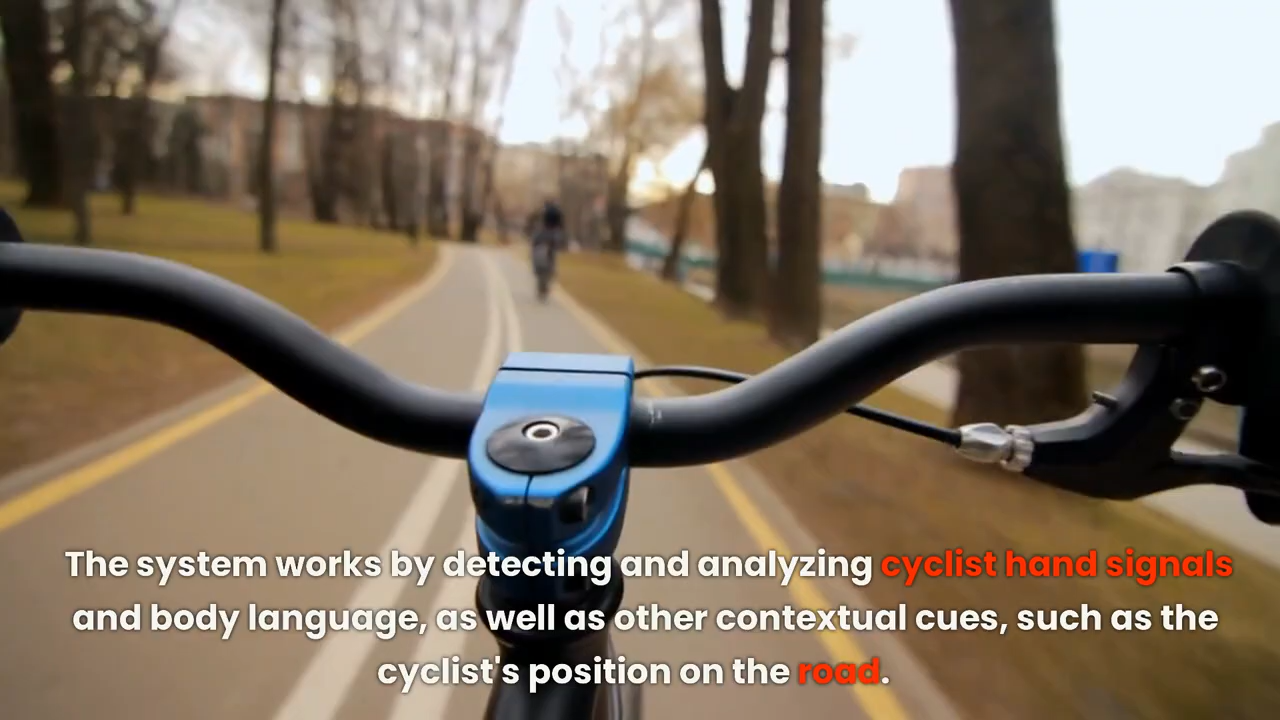 The system works by detecting and analyzing cyclist hand signals
and body language, as well as other contextual cues, such as the
cyclist's position on the road.